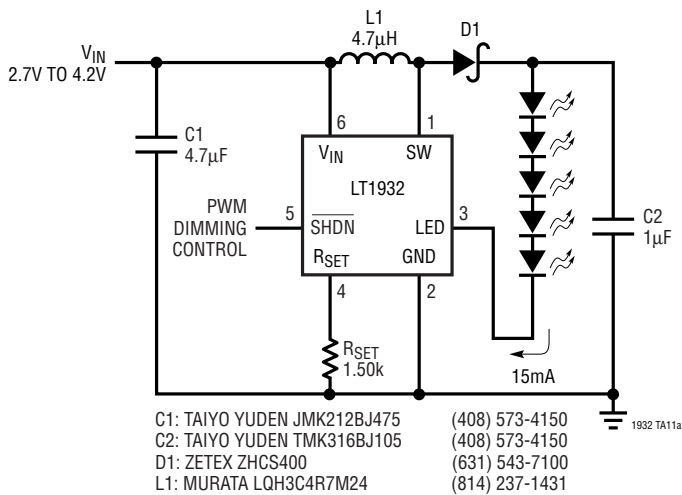 L1
4.7µH
D1
VIN
2.7V TO 4.2V
C1
4.7µF
6
1
VIN
SW
LT1932
PWM
DIMMING
CONTROL
5
SHDN
LED
3
RSET
GND
4
2
C2
1µF
RSET
1.50k
15mA
C1: TAIYO YUDEN JMK212BJ475 (408) 573-4150
C2: TAIYO YUDEN TMK316BJ105 (408) 573-4150
D1: ZETEX ZHCS400 (631) 543-7100
L1: MURATA LQH3C4R7M24 (814) 237-1431
1932 TA11a